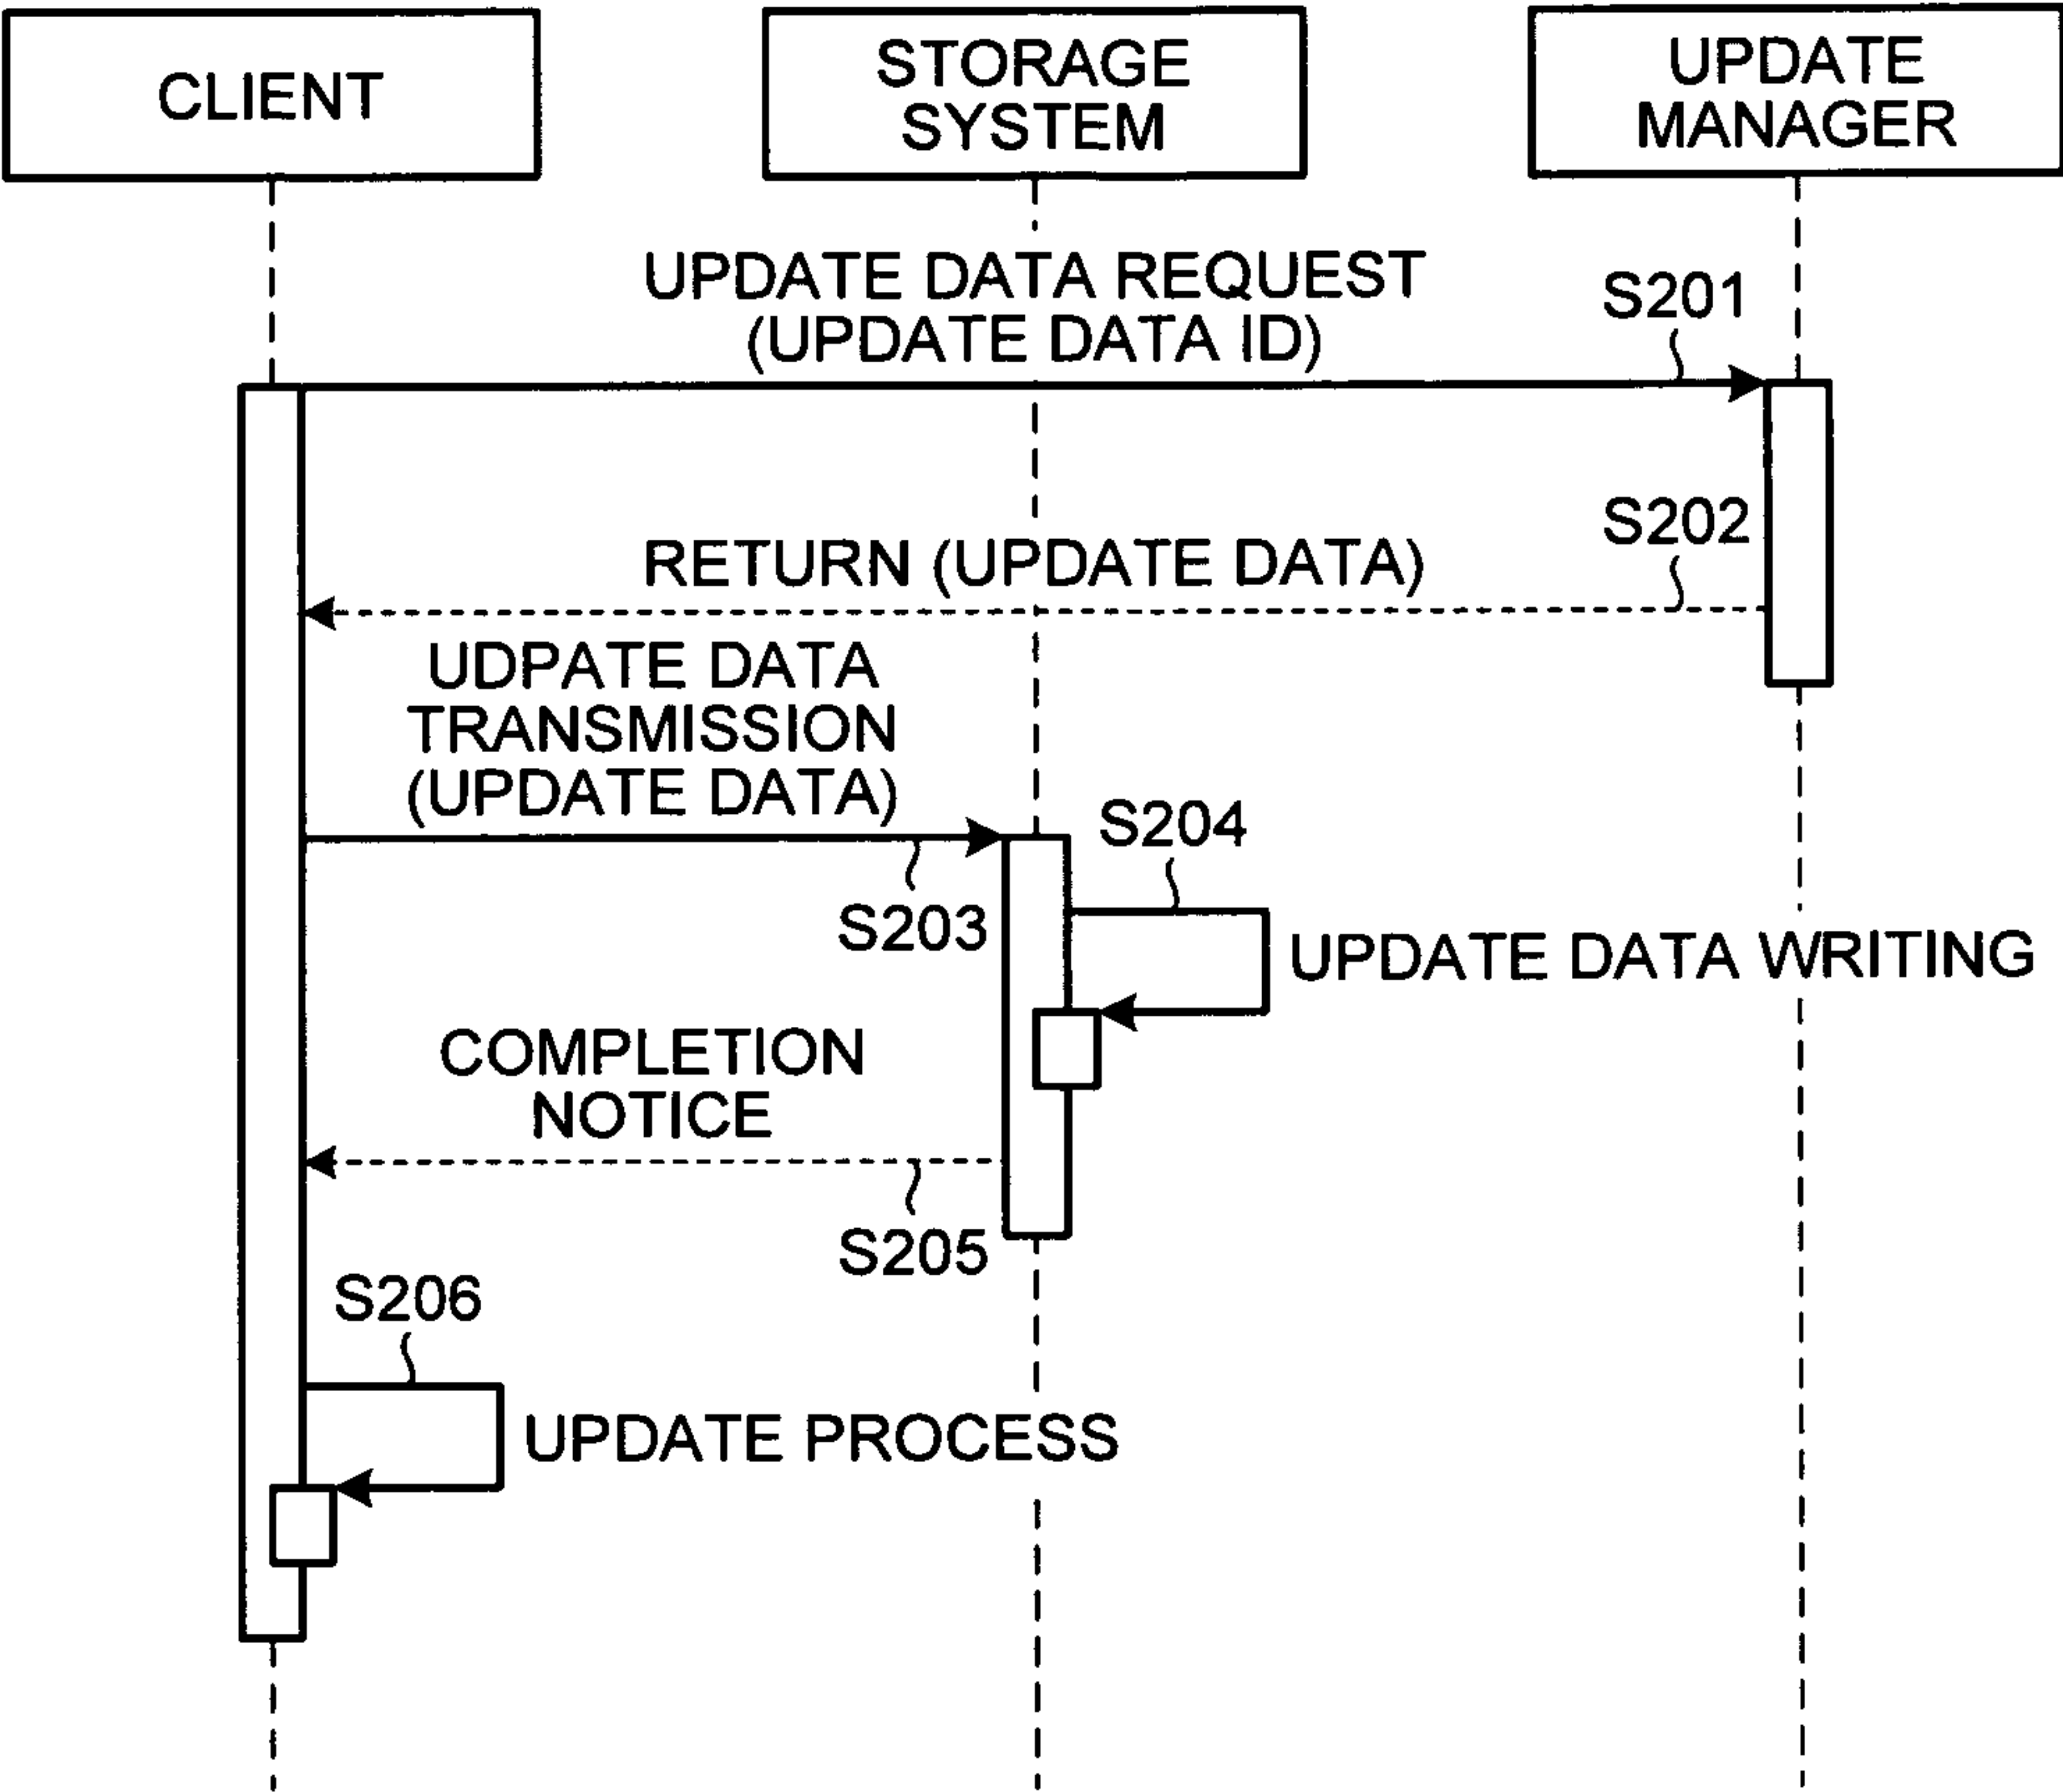 CLIENT
STORAGE
SYSTEM
UPDATE
MANAGER
UPDATE DATA REQUEST
(UPDATE DATA ID)
S201
S202
RETURN (UPDATE DATA)
UDPATE DATA
TRANSMISSION
(UPDATE DATA)
S204
S203
UPDATE DATA WRITING
COMPLETION
NOTICE
S205
S206
UPDATE PROCESS